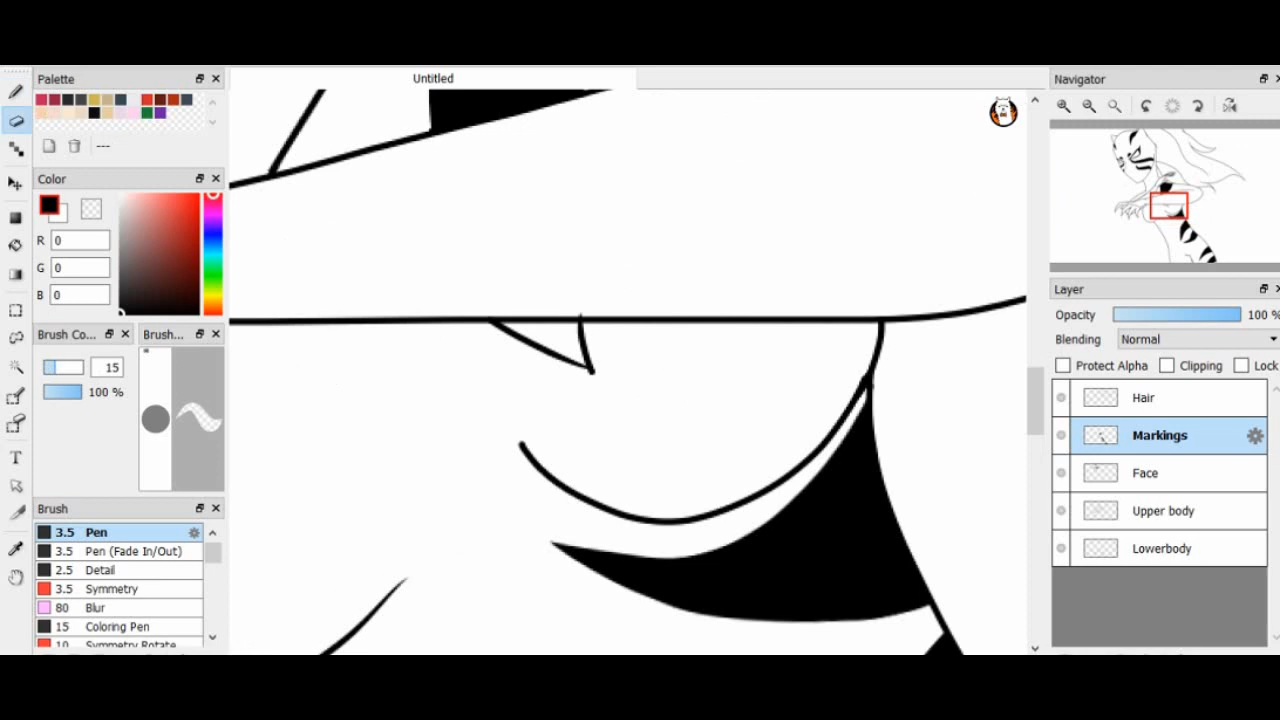 Palette
Untitled
Navigator
---
Color
R 0
G 0
B 0
Layer
Opacity 100 %
Blending Normal
Protect Alpha Clipping Lock
Brush Co... Brush...
15
100 %
Hair
Markings
Face
Upper body
Lowerbody
Brush
3.5 Pen
3.5 Pen (Fade In/Out)
2.5 Detail
3.5 Symmetry
80 Blur
15 Coloring Pen
10 Symmetry Rotate
T